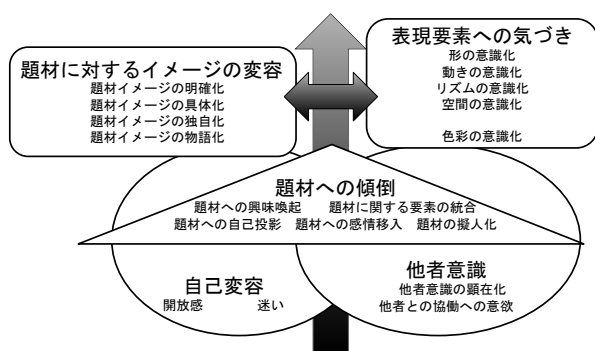 題材に対するイメージの変容
題材イメージの明確化
題材イメージの具体化
題材イメージの独自化
題材イメージの物語化
表現要素への気づき
形の意識化
動きの意識化
リズムの意識化
空間の意識化
色彩の意識化
題材への傾倒
題材への興味喚起 題材に関する要素の統合
題材への自己投影 題材への感情移入 題材の擬人化
自己変容
開放感 迷い
他者意識
他者意識の顕在化
他者との協働への意欲